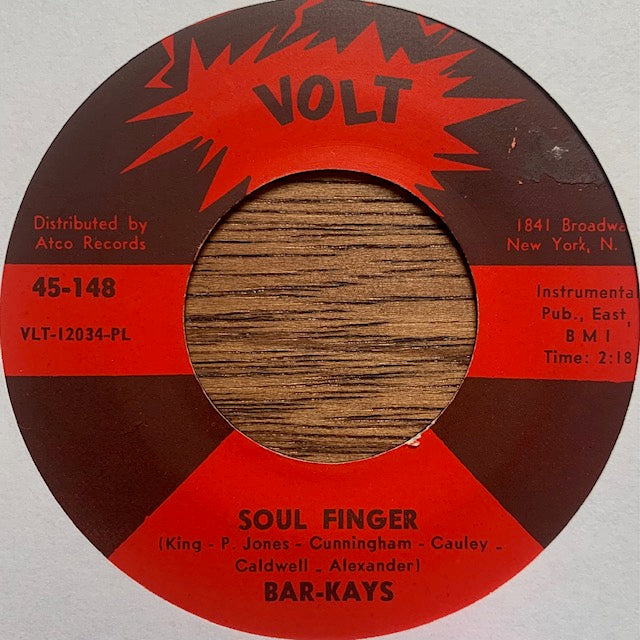 VOLT
Distributed by
Atco Records
1841 Broadwa
New York, N.
45-148
VLT-12034-PL
Instrumenta
Pub., East,
B M I
Time: 2:18
SOUL FINGER
(King - P. Jones - Cunningham - Cauley -
Caldwell - Alexander)
BAR-KAYS